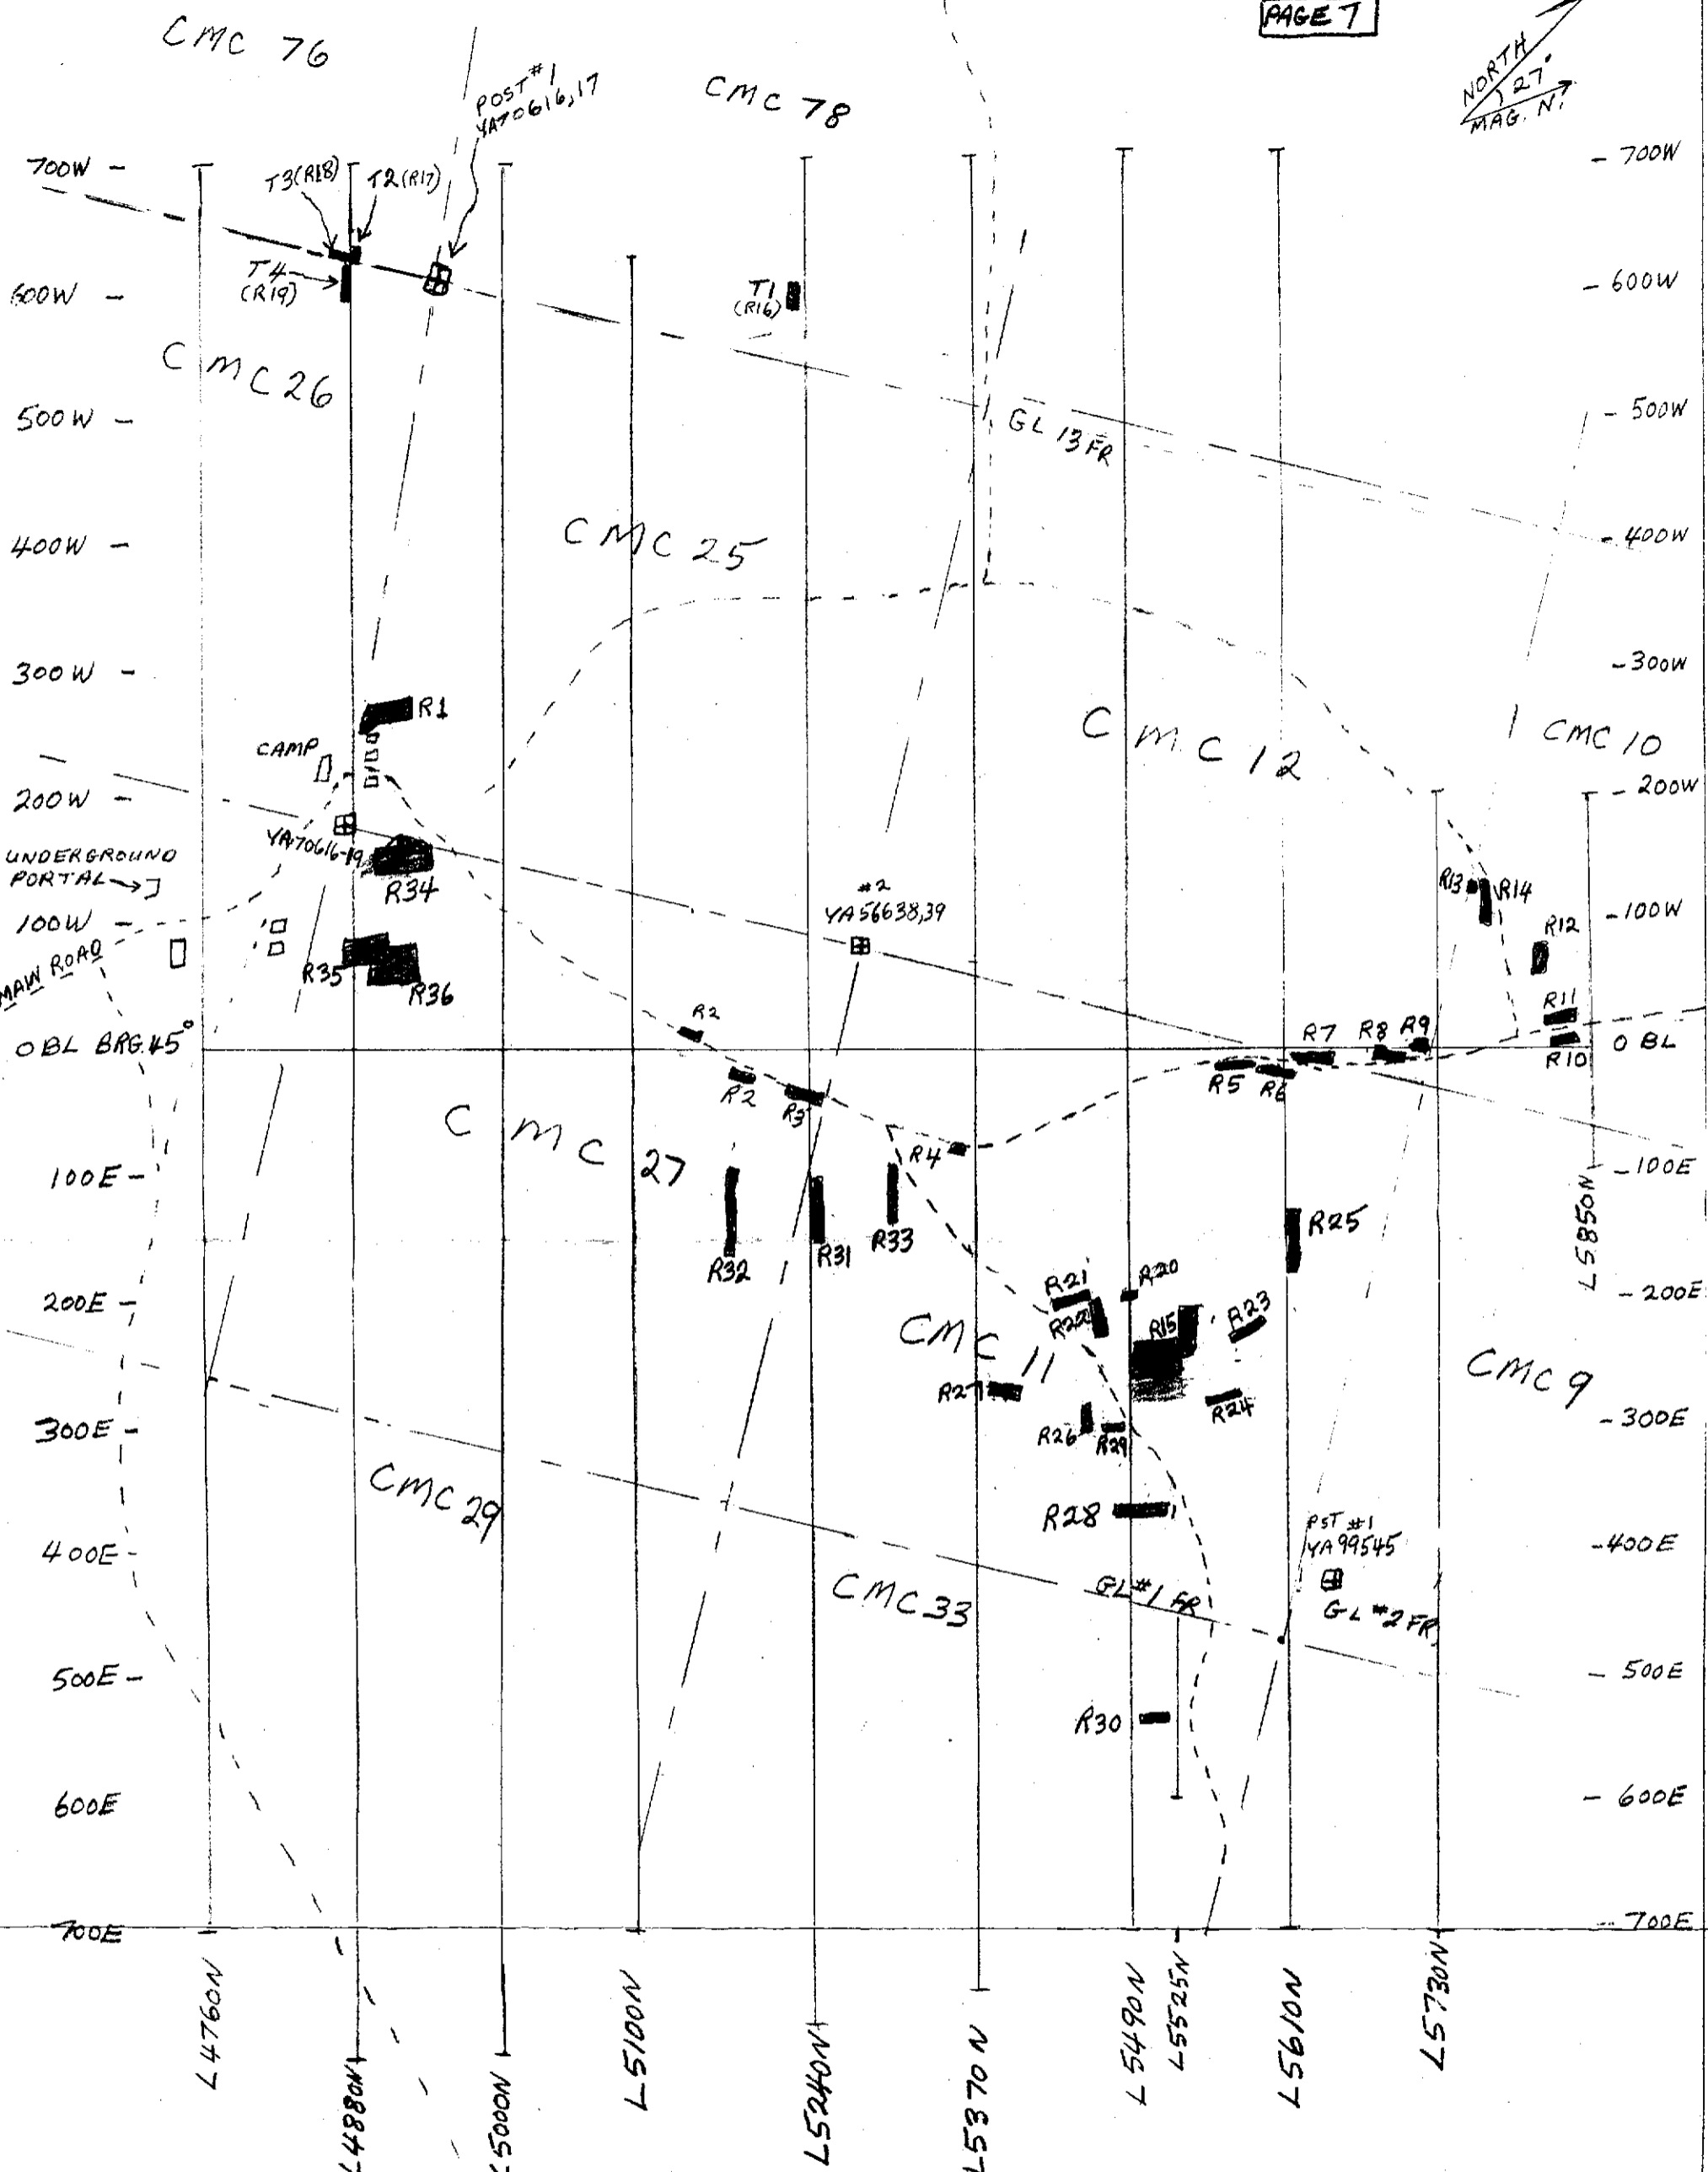 PAGE 7
CMC 76
POST #1
YA70616,17
CMC 78
NORTH
27°
MAG. N.
700W
T3(R18)
T2(R17)
700W
T4
(R19)
T1
(R16)
600W
600W
CMC 26
500W
GL 13 FR
500W
CMC 25
400W
400W
300W
300W
R1
CMC 12
CMC 10
CAMP
200W
200W
YA70616-19
UNDERGROUND
PORTAL
R34
#2
YA56638,39
R13
R14
100W
100W
R12
MAIN ROAD
R35
R36
R2
R11
0 BL BRG.45°
R7
R8
R9
0 BL
R10
R2
R3
R5
R6
CMC 27
R4
100E
100E
R25
R33
R31
R32
L5850N
R21
R20
200E
200E
R22
R15
R23
CMC 11
CMC 9
R27
R24
300E
300E
R26
R29
CMC 29
R28
PST #1
YA99545
400E
400E
CMC 33
GL #1 FR
GL #2 FR
500E
500E
R30
600E
600E
700E
700E
L4760N
L4880N
L5000N
L5100N
L5240N
L5370N
L5490N
L5525N
L5610N
L5730N